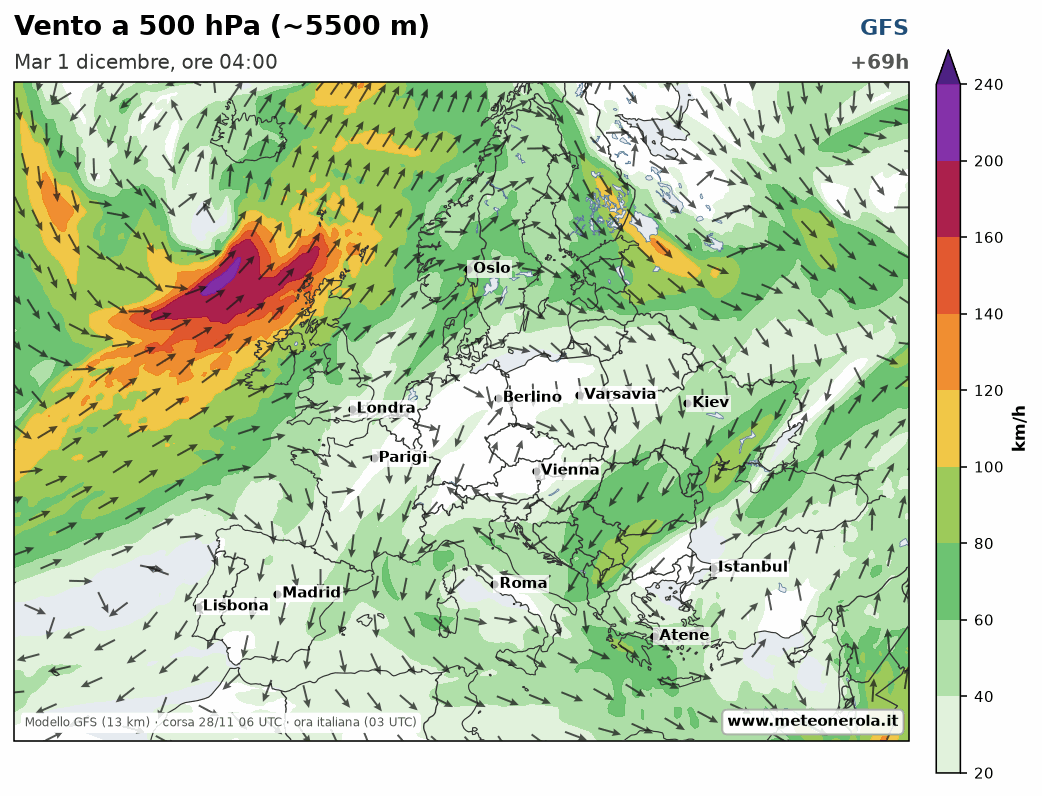 Vento a 500 hPa (~5500 m)
GFS
Mar 1 dicembre, ore 04:00
+69h
240
200
160
140
120
100
80
60
40
20
km/h
Oslo
Berlino
Varsavia
Kiev
Londra
Parigi
Vienna
Istanbul
Roma
Madrid
Lisbona
Atene
Modello GFS (13 km) · corsa 28/11 06 UTC · ora italiana (03 UTC)
www.meteonerola.it